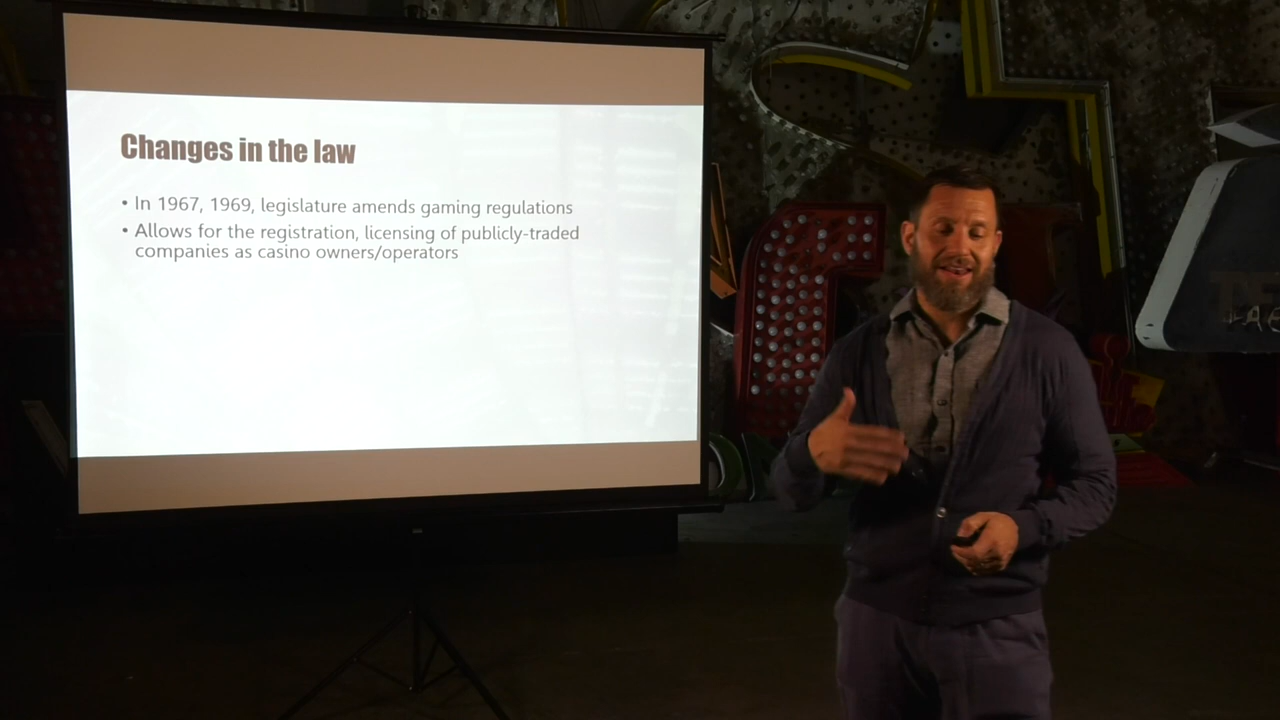 Changes in the law
• In 1967, 1969, legislature amends gaming regulations
• Allows for the registration, licensing of publicly-traded
companies as casino owners/operators